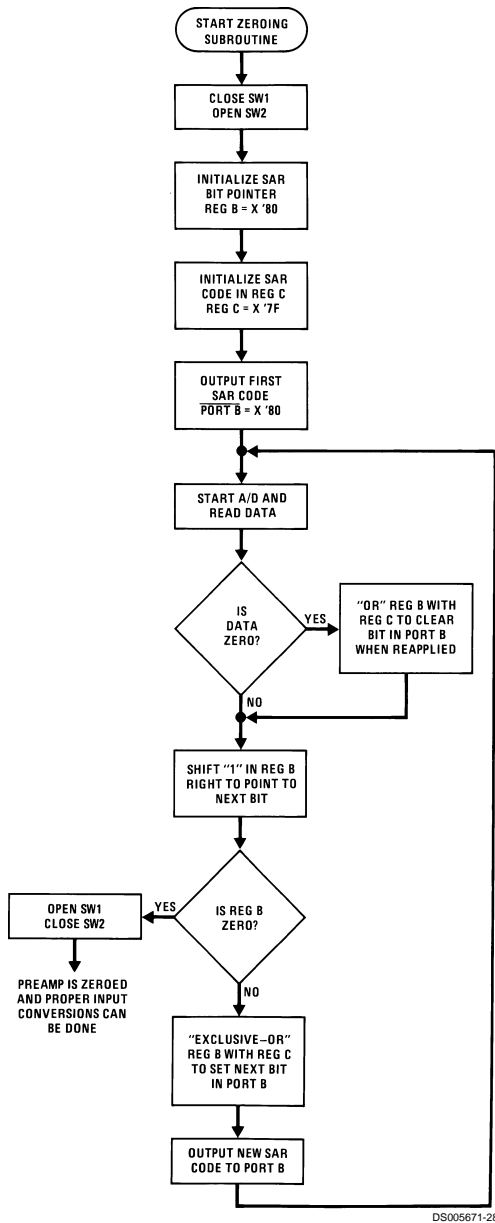 START ZEROING
SUBROUTINE
CLOSE SW1
OPEN SW2
INITIALIZE SAR
BIT POINTER
REG B = X '80
INITIALIZE SAR
CODE IN REG C
REG C = X '7F
OUTPUT FIRST
SAR CODE
PORT B = X '80
START A/D AND
READ DATA
IS
DATA
ZERO?
YES
"OR" REG B WITH
REG C TO CLEAR
BIT IN PORT B
WHEN REAPPLIED
NO
SHIFT "1" IN REG B
RIGHT TO POINT TO
NEXT BIT
IS REG B
ZERO?
YES
OPEN SW1
CLOSE SW2
PREAMP IS ZEROED
AND PROPER INPUT
CONVERSIONS CAN
BE DONE
NO
"EXCLUSIVE–OR"
REG B WITH REG C
TO SET NEXT BIT
IN PORT B
OUTPUT NEW SAR
CODE TO PORT B
DS005671-28